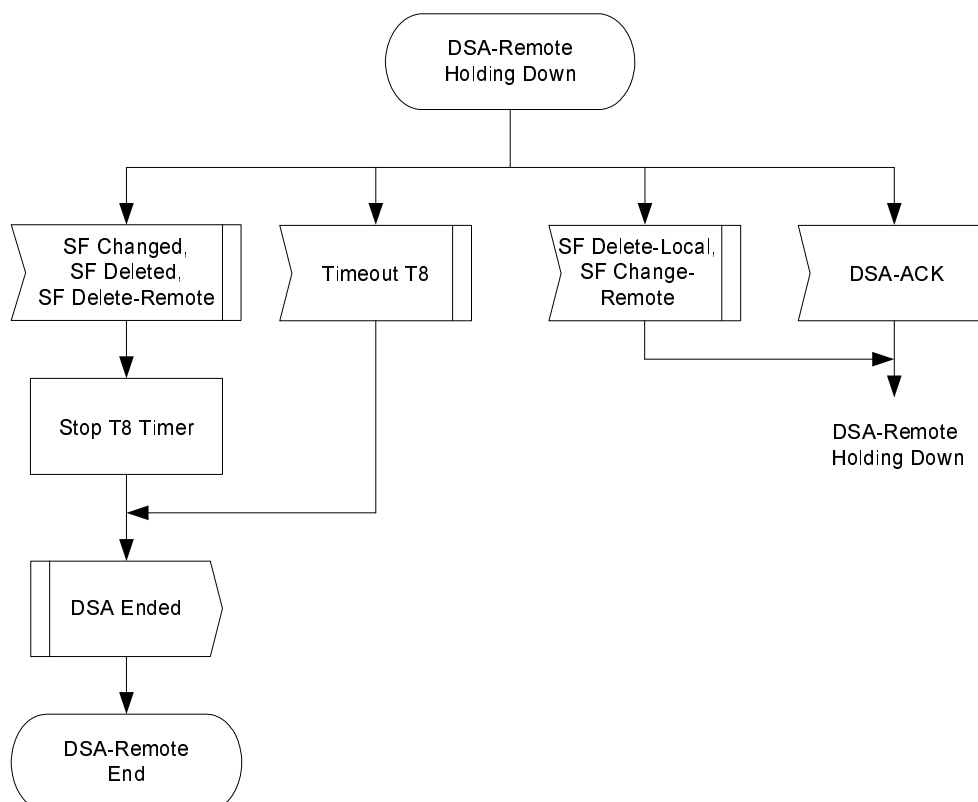 DSA-Remote
Holding Down
SF Changed,
SF Deleted,
SF Delete-Remote
Timeout T8
SF Delete-Local,
SF Change-
Remote
DSA-ACK
Stop T8 Timer
DSA-Remote
Holding Down
DSA Ended
DSA-Remote
End